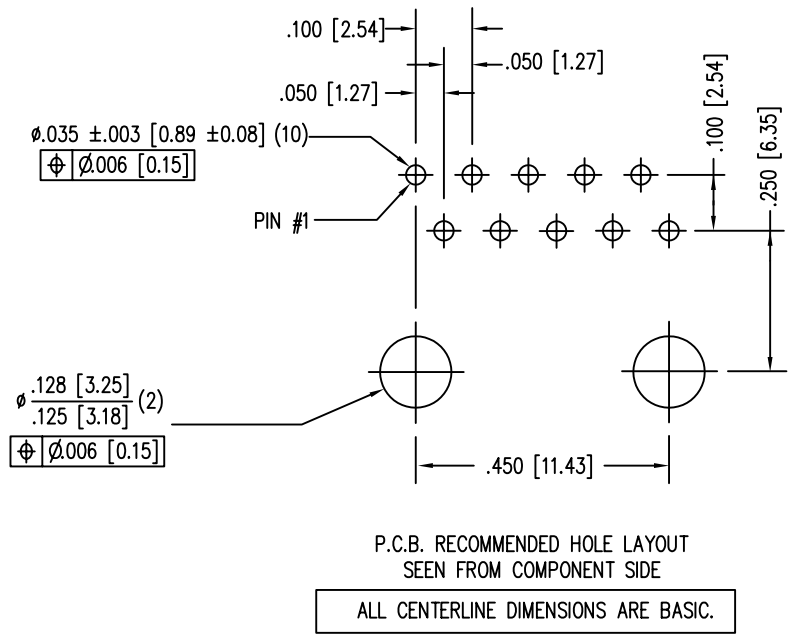 .100 [2.54]
.050 [1.27]
.050 [1.27]
.100 [2.54]
.250 [6.35]
ø.035 ±.003 [0.89 ±0.08] (10)
⌖ Ø.006 [0.15]
PIN #1
ø .128 [3.25]
.125 [3.18] (2)
⌖ Ø.006 [0.15]
.450 [11.43]
P.C.B. RECOMMENDED HOLE LAYOUT
SEEN FROM COMPONENT SIDE
ALL CENTERLINE DIMENSIONS ARE BASIC.